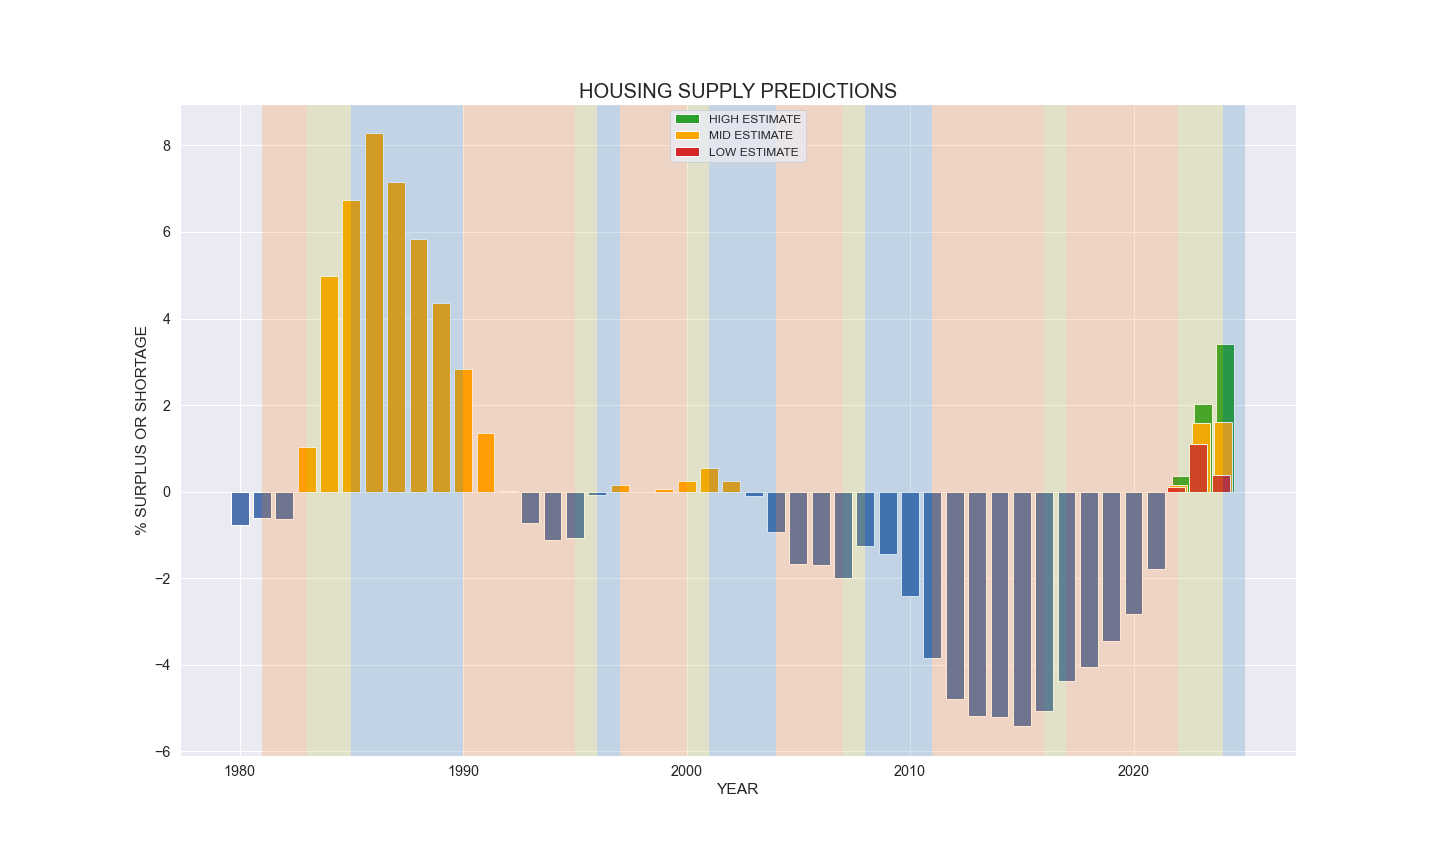 HOUSING SUPPLY PREDICTIONS
HIGH ESTIMATE
MID ESTIMATE
LOW ESTIMATE
% SURPLUS OR SHORTAGE
8
6
4
2
0
−2
−4
−6
1980 1990 2000 2010 2020
YEAR